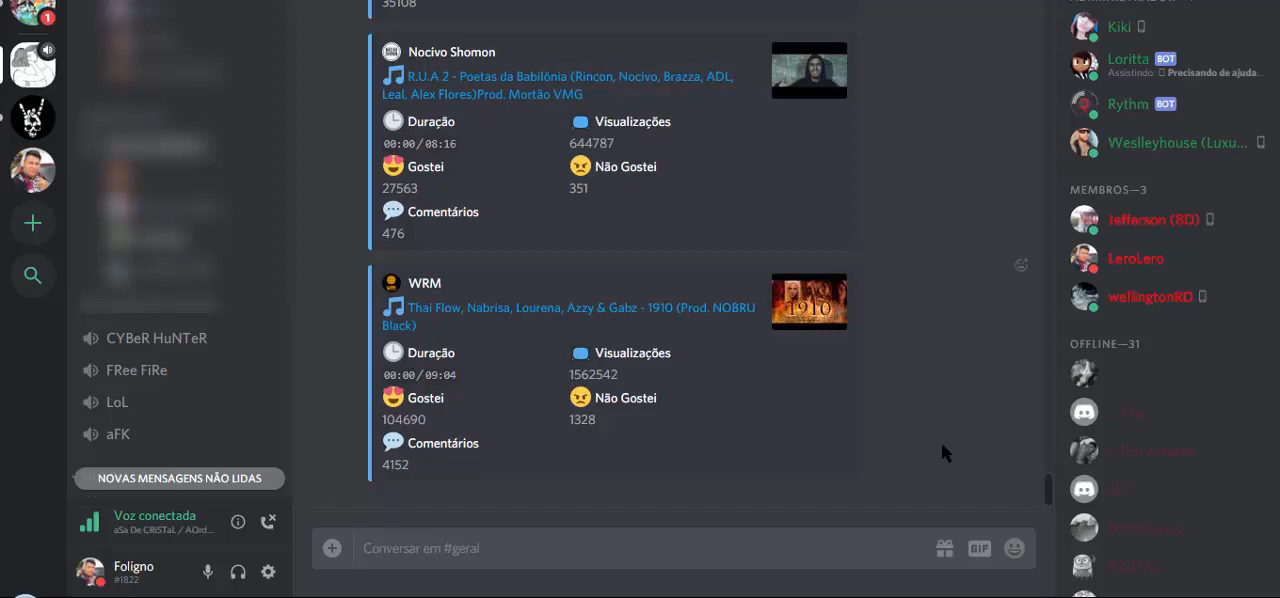 1
35108
Nocivo Shomon
R.U.A 2 - Poetas da Babilônia (Rincon, Nocivo, Brazza, ADL,
Leal, Alex Flores)Prod. Mortão VMG
Duração
Visualizações
00:00/08:16
644787
Gostei
Não Gostei
27563
351
Comentários
476
WRM
Thai Flow, Nabrisa, Lourena, Azzy & Gabz - 1910 (Prod. NOBRU
Black)
1910
Duração
Visualizações
00:00/09:04
1562542
Gostei
Não Gostei
104690
1328
Comentários
4152
CYBeR HuNTeR
FRee FiRe
LoL
aFK
NOVAS MENSAGENS NÃO LIDAS
Voz conectada
aSa De CRiSTaL / AOrd...
Foligno
#1822
Conversar em #geral
GIF
Kiki
Loritta BOT
Assistindo: Precisando de ajuda...
Rythm BOT
Weslleyhouse (Luxu...
MEMBROS—3
Jefferson (8D)
LeroLero
wallingtonRD
OFFLINE—31